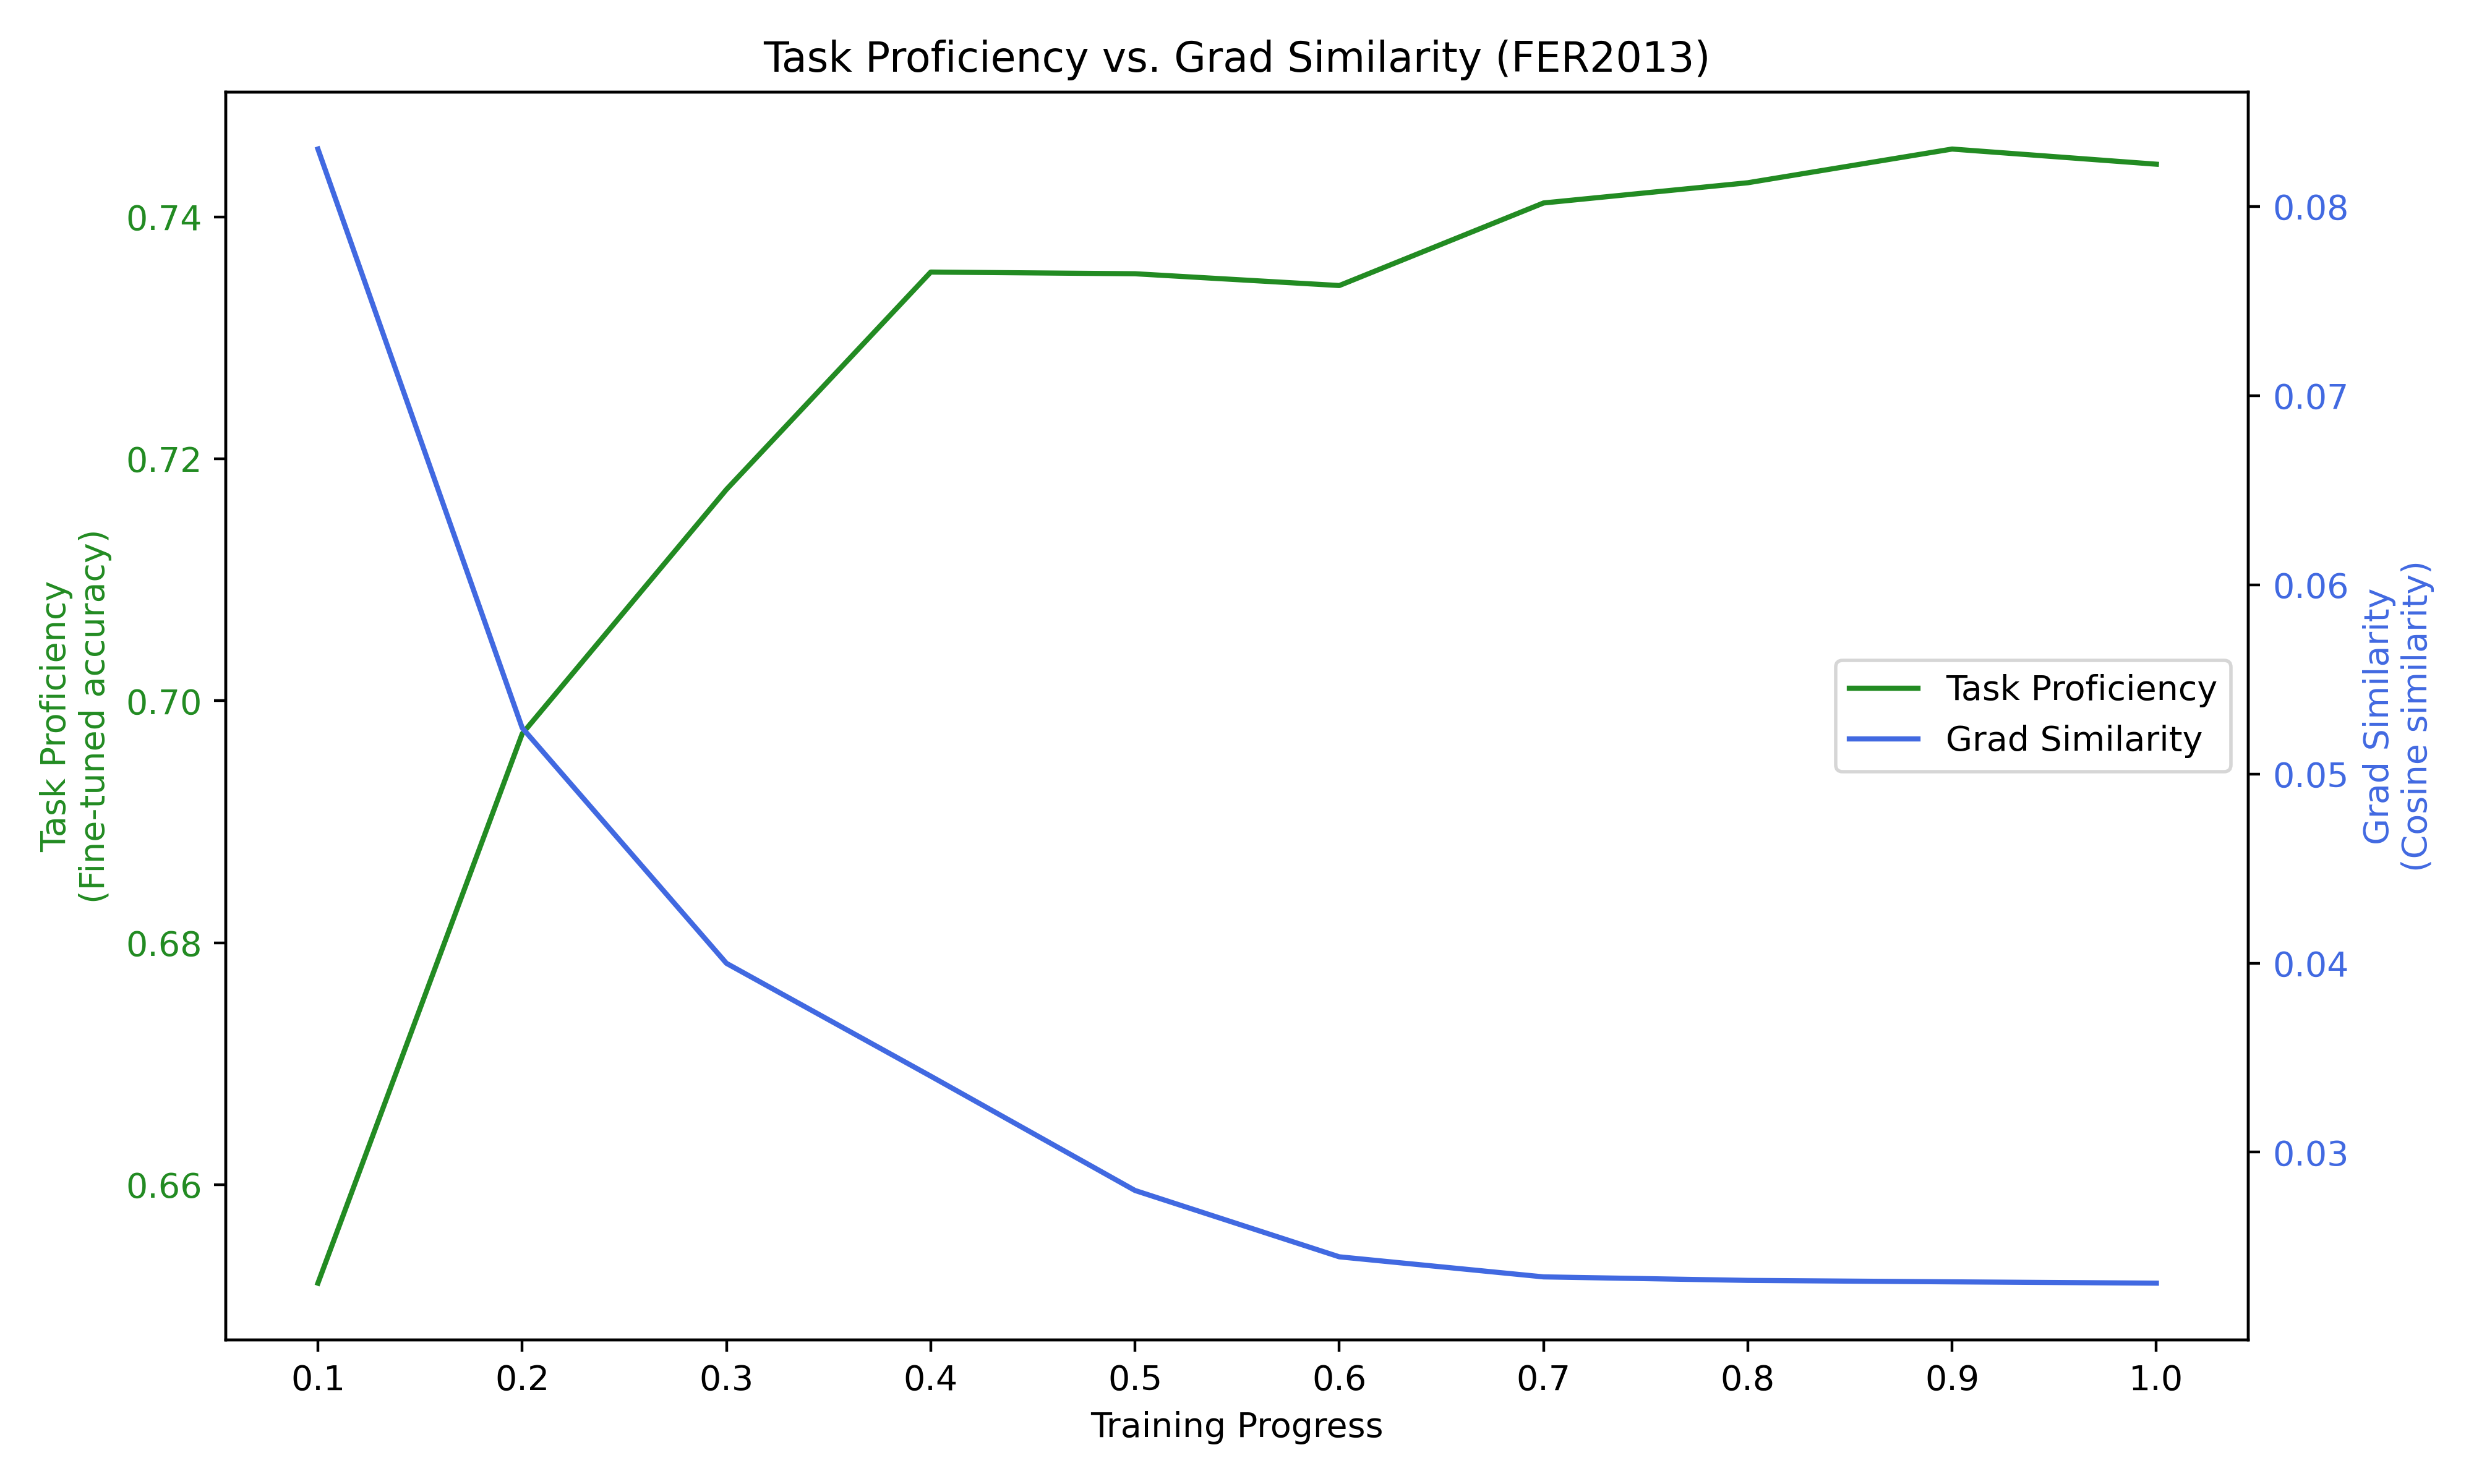 Task Proficiency vs. Grad Similarity (FER2013)
Task Proficiency
(Fine-tuned accuracy)
0.74
0.72
0.70
0.68
0.66
Task Proficiency
Grad Similarity
0.08
0.07
0.06
0.05
0.04
0.03
Grad Similarity
(Cosine similarity)
0.1 0.2 0.3 0.4 0.5 0.6 0.7 0.8 0.9 1.0
Training Progress